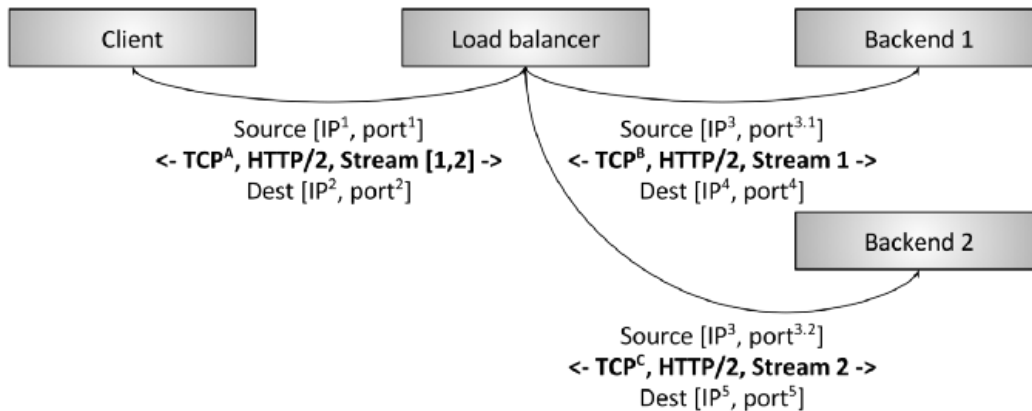 Client
Load balancer
Backend 1
Source [IP¹, port¹]
<- TCPᴬ, HTTP/2, Stream [1,2] ->
Dest [IP², port²]
Source [IP³, port³·¹]
<- TCPᴮ, HTTP/2, Stream 1 ->
Dest [IP⁴, port⁴]
Backend 2
Source [IP³, port³·²]
<- TCPᶜ, HTTP/2, Stream 2 ->
Dest [IP⁵, port⁵]